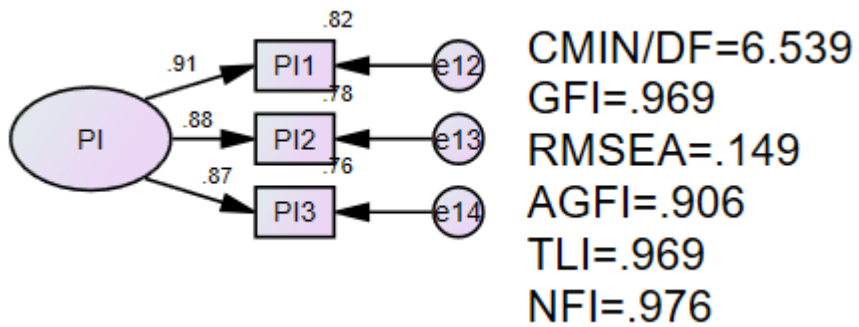 .82
.91
PI1
e12
.78
.88
PI
PI2
e13
.76
.87
PI3
e14
CMIN/DF=6.539
GFI=.969
RMSEA=.149
AGFI=.906
TLI=.969
NFI=.976